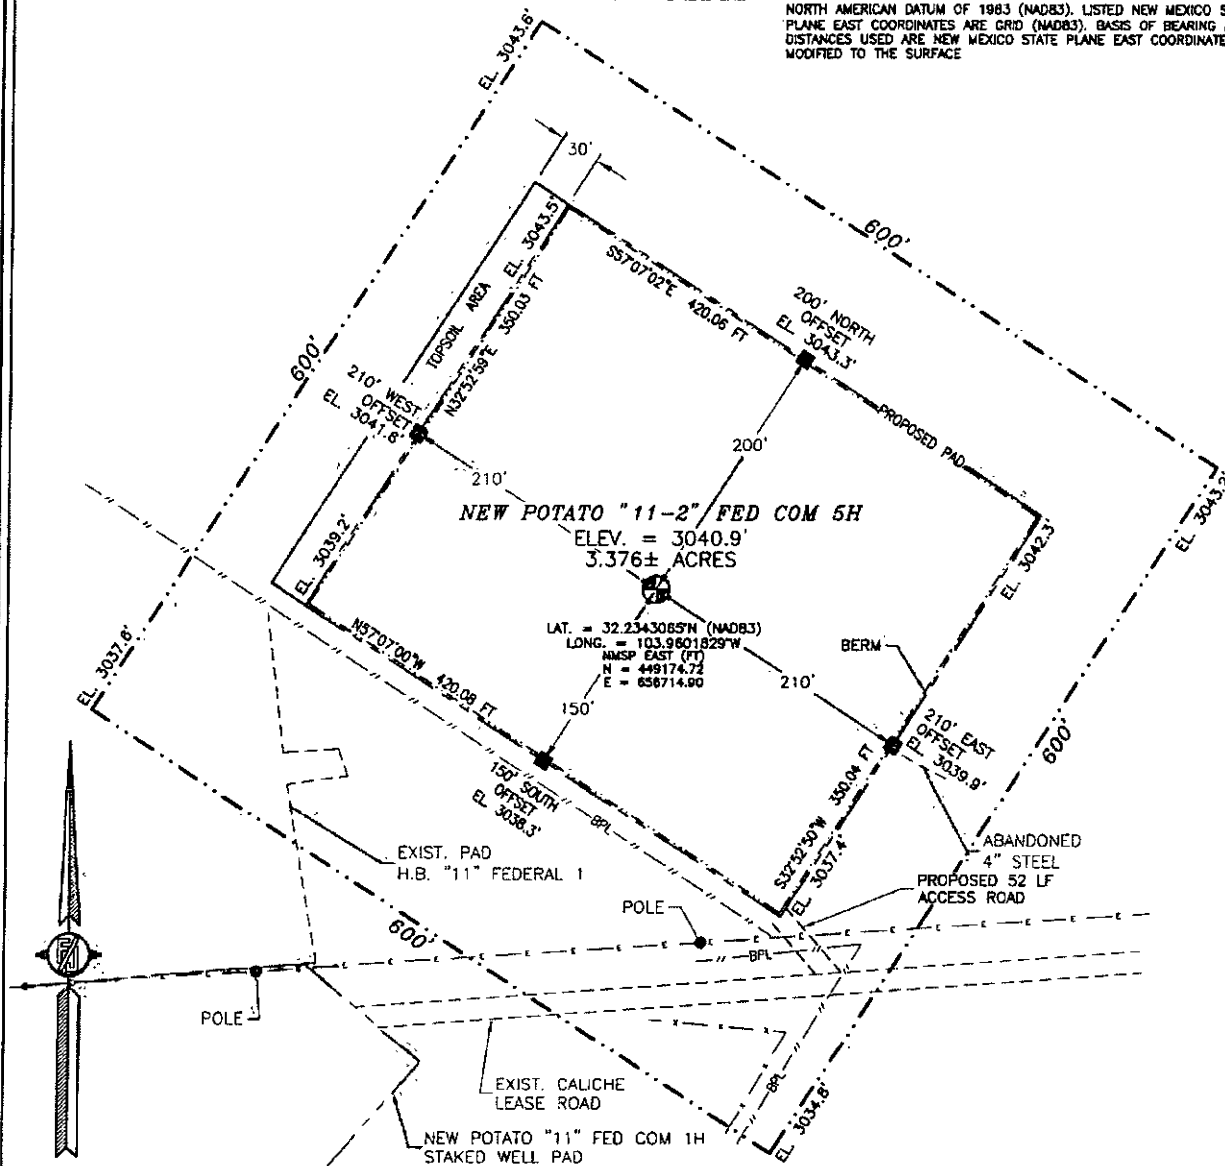 NORTH AMERICAN DATUM OF 1983 (NAD83). LISTED NEW MEXICO
PLANE EAST COORDINATES ARE GRID (NAD83). BASIS OF BEARING
DISTANCES USED ARE NEW MEXICO STATE PLANE EAST COORDINATE
MODIFIED TO THE SURFACE
EL. 3043.6'
30'
600'
EL. 3043.5'
TOPSOIL AREA
N32°52'59"E 350.03 FT
S57°07'02"E 420.06 FT
200' NORTH
OFFSET
EL. 3043.3'
600'
210' WEST
OFFSET
EL. 3041.8'
PROPOSED PAD
200'
210'
EL. 3043.2'
NEW POTATO "11-2" FED COM 5H
ELEV. = 3040.9'
3.376± ACRES
EL. 3039.2'
EL. 3042.3'
LAT. = 32.2343085°N (NAD83)
LONG. = 103.9601829°W
NMSP EAST (FT)
N = 449174.72
E = 656714.90
N57°07'00"W 420.08 FT
EL. 3037.6'
BERM
210'
150'
210' EAST
OFFSET
EL. 3039.9'
600'
150' SOUTH
OFFSET
EL. 3038.3'
BPL
S32°52'50"W 350.04 FT
EL. 3037.4'
ABANDONED
4" STEEL
PROPOSED 52 LF
ACCESS ROAD
EXIST. PAD
H.B. "11" FEDERAL 1
POLE
600'
E E E E E E E E E E E E
BPL
POLE
x x x
BPL
EXIST. CALICHE
LEASE ROAD
NEW POTATO "11" FED COM 1H
STAKED WELL PAD
EL. 3034.8'